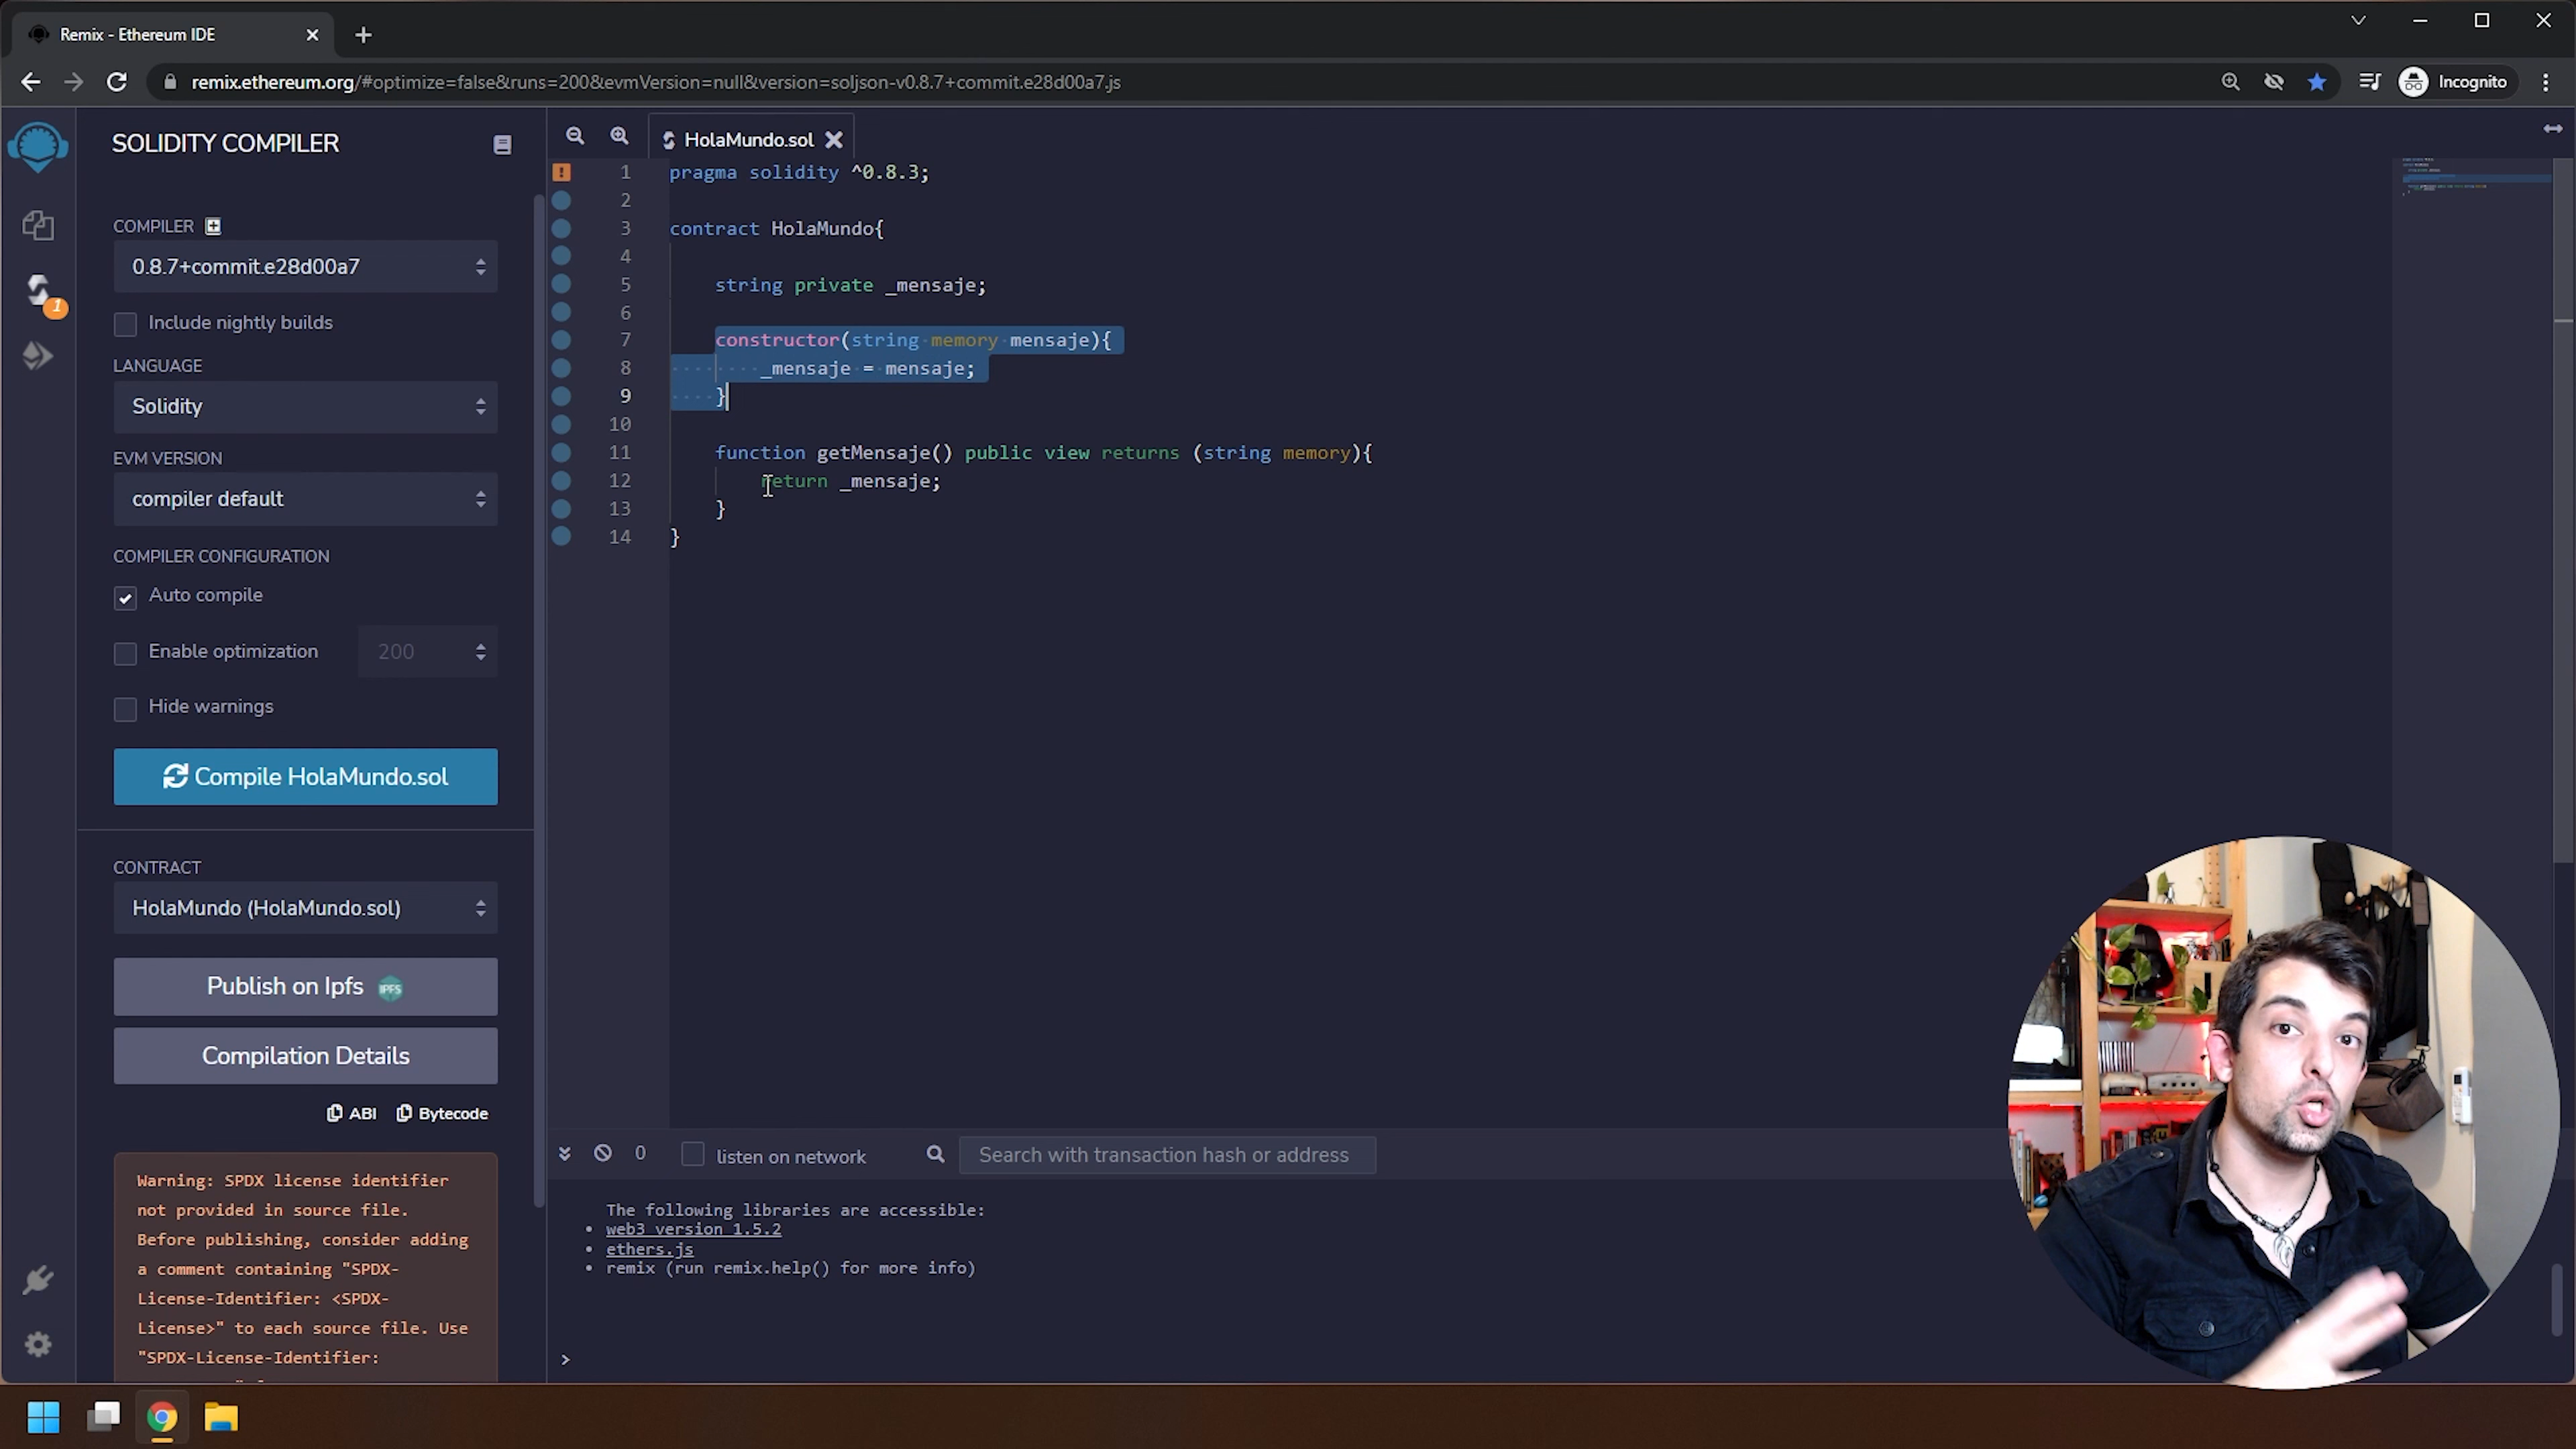 Remix - Ethereum IDE
remix.ethereum.org/#optimize=false&runs=200&evmVersion=null&version=soljson-v0.8.7+commit.e28d00a7.js
Incognito
SOLIDITY COMPILER
COMPILER
0.8.7+commit.e28d00a7
Include nightly builds
LANGUAGE
Solidity
EVM VERSION
compiler default
COMPILER CONFIGURATION
Auto compile
Enable optimization
200
Hide warnings
Compile HolaMundo.sol
CONTRACT
HolaMundo (HolaMundo.sol)
Publish on Ipfs
IPFS
Compilation Details
ABI
Bytecode
Warning: SPDX license identifier
not provided in source file.
Before publishing, consider adding
a comment containing "SPDX-
License-Identifier: <SPDX-
License>" to each source file. Use
"SPDX-License-Identifier:
1
HolaMundo.sol
1 pragma solidity ^0.8.3;
2
3 contract HolaMundo{
4
5 string private _mensaje;
6
7 constructor(string memory mensaje){
8 _mensaje = mensaje;
9 }
10
11 function getMensaje() public view returns (string memory){
12 return _mensaje;
13 }
14 }
0
listen on network
Search with transaction hash or address
The following libraries are accessible:
• web3 version 1.5.2
• ethers.js
• remix (run remix.help() for more info)
>